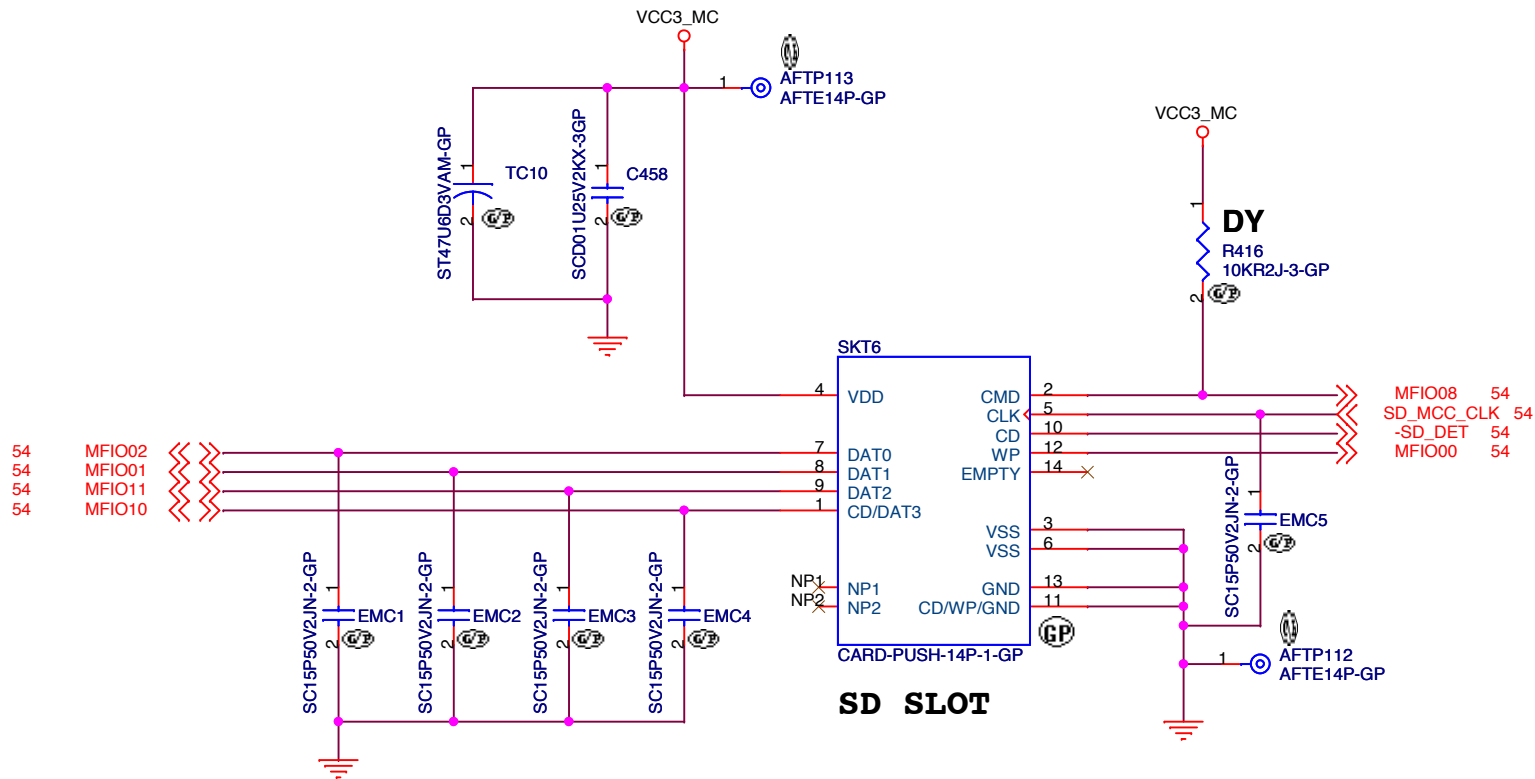 VCC3_MC
1
AFTP113
AFTE14P-GP
VCC3_MC
ST47U6D3VAM-GP
1
TC10
2
G/P
SCD01U25V2KX-3GP
1
C458
2
G/P
1
DY
R416
10KR2J-3-GP
2
G/P
SKT6
4
VDD
CMD
2
MFIO08 54
CLK
5
SD_MCC_CLK 54
CD
10
-SD_DET 54
WP
12
MFIO00 54
EMPTY
14
54 MFIO02
7
DAT0
54 MFIO01
8
DAT1
54 MFIO11
9
DAT2
54 MFIO10
1
CD/DAT3
VSS
3
VSS
6
NP1
NP1
GND
13
NP2
NP2
CD/WP/GND
11
SC15P50V2JN-2-GP
1
EMC5
2
G/P
SC15P50V2JN-2-GP
1
EMC1
2
G/P
SC15P50V2JN-2-GP
1
EMC2
2
G/P
SC15P50V2JN-2-GP
1
EMC3
2
G/P
SC15P50V2JN-2-GP
1
EMC4
2
G/P
GP
CARD-PUSH-14P-1-GP
1
AFTP112
AFTE14P-GP
SD SLOT